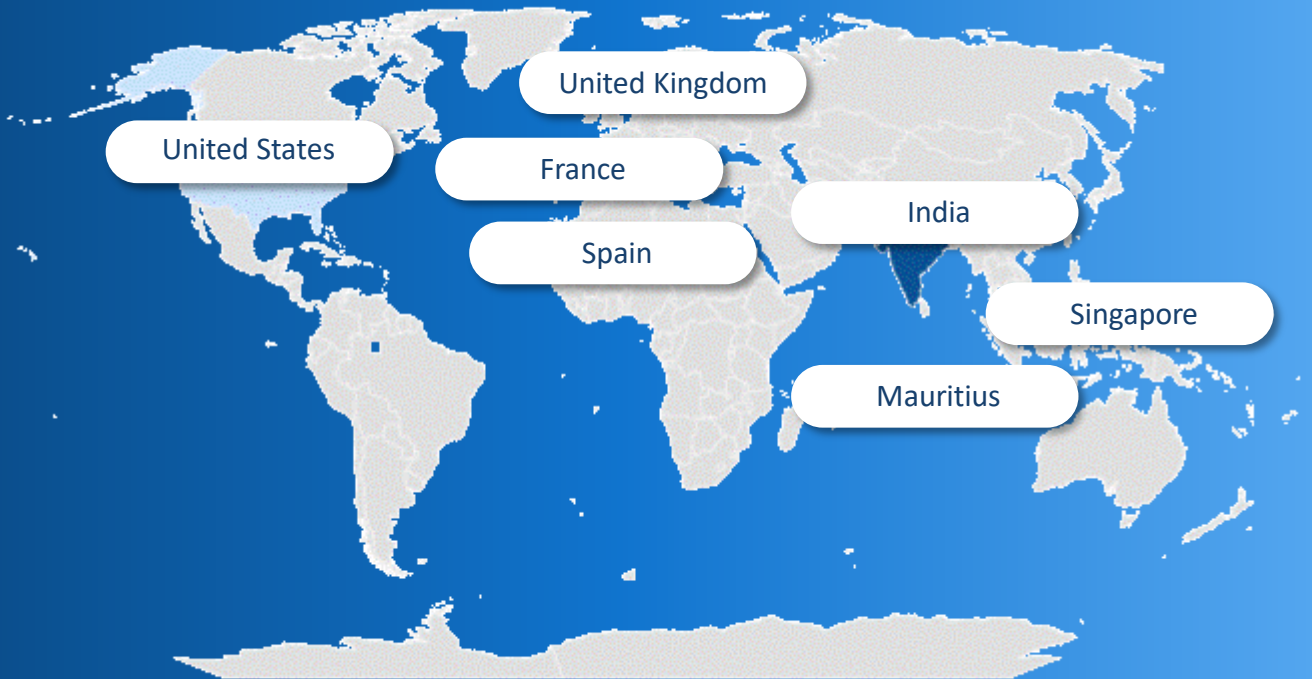 United Kingdom
United States
France
India
Spain
Singapore
Mauritius